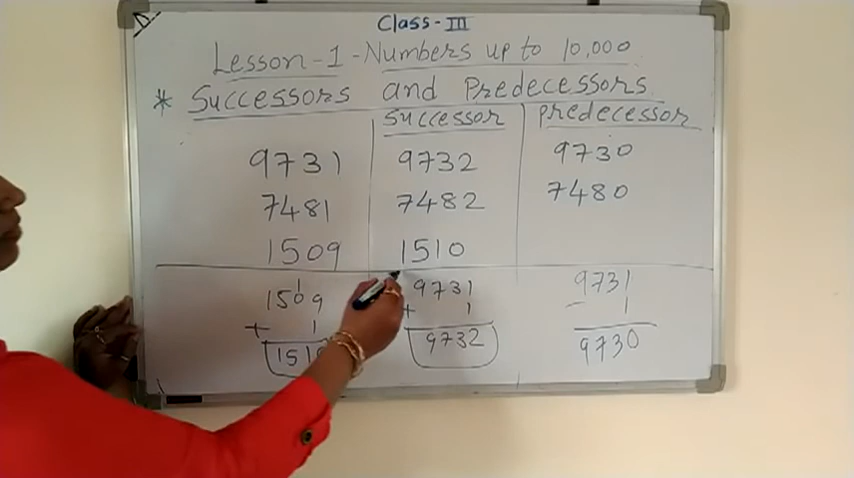 Class - III
Lesson - 1 - Numbers up to 10,000
* Successors and Predecessors
successor predecessor
9731 9732 9730
7481 7482 7480
1509 1510
1
1509 9731 9731
+ 1 + 1 - 1
9732 9730